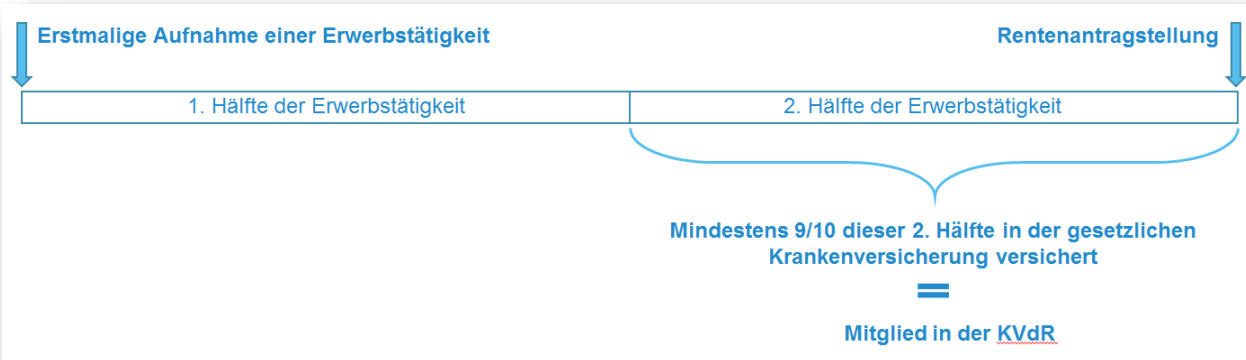 Erstmalige Aufnahme einer Erwerbstätigkeit
Rentenantragstellung
1. Hälfte der Erwerbstätigkeit
2. Hälfte der Erwerbstätigkeit
Mindestens 9/10 dieser 2. Hälfte in der gesetzlichen
Krankenversicherung versichert
=
Mitglied in der KVdR